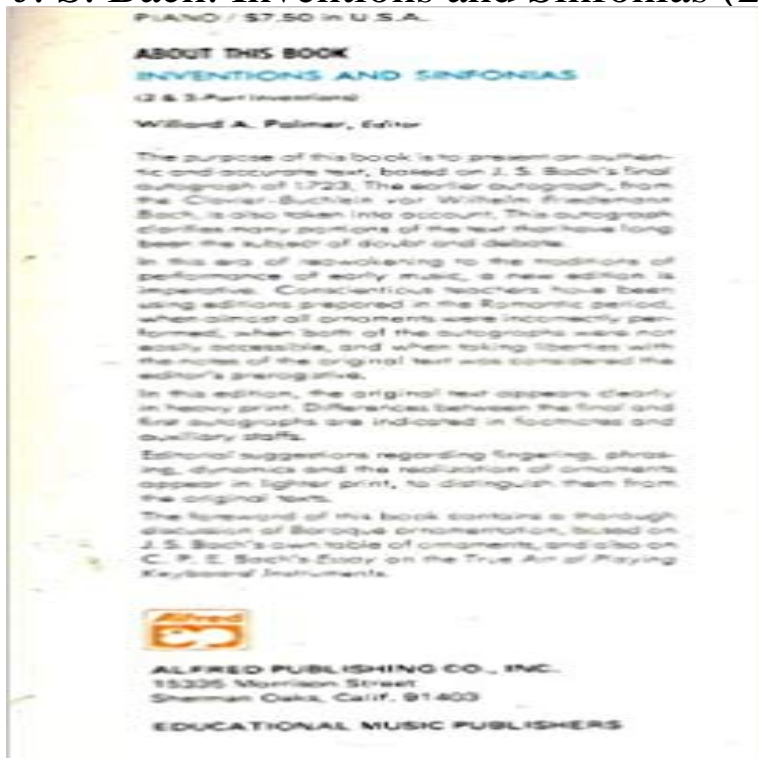 J. S. Bach: Inventions and Sinfonias (2
PIANO / $7.50 in U.S.A.
ABOUT THIS BOOK
INVENTIONS AND SINFONIAS
(2 & 3-Part Inventions)
Willard A. Palmer, Editor
The purpose of this book is to present an authen-
tic and accurate text, based on J. S. Bach's final
autograph of 1723. The earlier autograph, from
the Clavier-Buchlein vor Wilhelm Friedemann
Bach, is also taken into account. This autograph
clarifies many portions of the text that have long
been the subject of doubt and debate.
In this era of reawakening to the traditions of
performance of early music, a new edition is
imperative. Conscientious teachers have been
using editions prepared in the Romantic period,
when almost all ornaments were incorrectly per-
formed, when both of the autographs were not
easily accessible, and when taking liberties with
the notes of the original text was considered the
editor's prerogative.
In this edition, the original text appears clearly
in heavy print. Differences between the final and
first autographs are indicated in footnotes and
auxiliary staffs.
Editorial suggestions regarding fingering, phras-
ing, dynamics and the realization of ornaments
appear in lighter print, to distinguish them from
the original texts.
The foreword of this book contains a thorough
discussion of Baroque ornamentation, based on
J. S. Bach's own table of ornaments, and also on
C. P. E. Bach's Essay on the True Art of Playing
Keyboard Instruments.
Alfred
ALFRED PUBLISHING CO., INC.
15335 Morrison Street
Sherman Oaks, Calif. 91403
EDUCATIONAL MUSIC PUBLISHERS